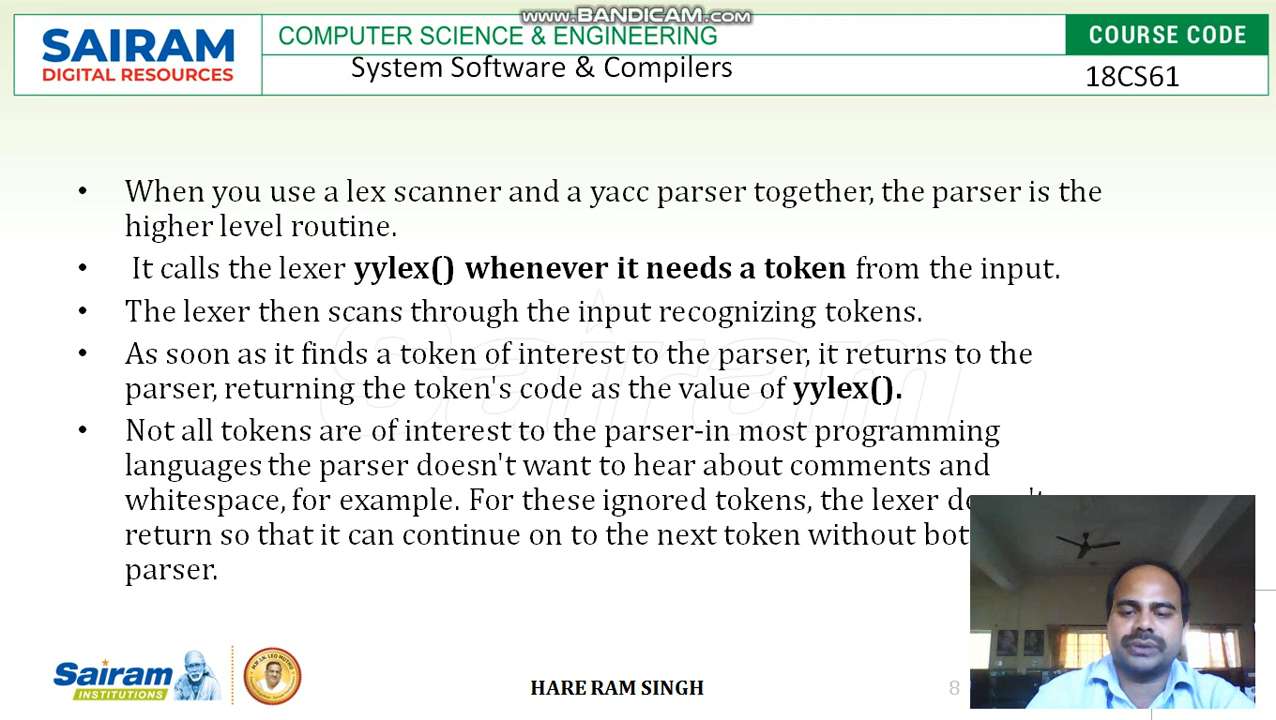 www.BANDICAM.com
SAIRAM
DIGITAL RESOURCES
COMPUTER SCIENCE & ENGINEERING
System Software & Compilers
COURSE CODE
18CS61
• When you use a lex scanner and a yacc parser together, the parser is the
higher level routine.
• It calls the lexer yylex() whenever it needs a token from the input.
• The lexer then scans through the input recognizing tokens.
• As soon as it finds a token of interest to the parser, it returns to the
parser, returning the token's code as the value of yylex().
• Not all tokens are of interest to the parser-in most programming
languages the parser doesn't want to hear about comments and
whitespace, for example. For these ignored tokens, the lexer
return so that it can continue on to the next token without
parser.
Sairam
Sairam
INSTITUTIONS
HARE RAM SINGH
8